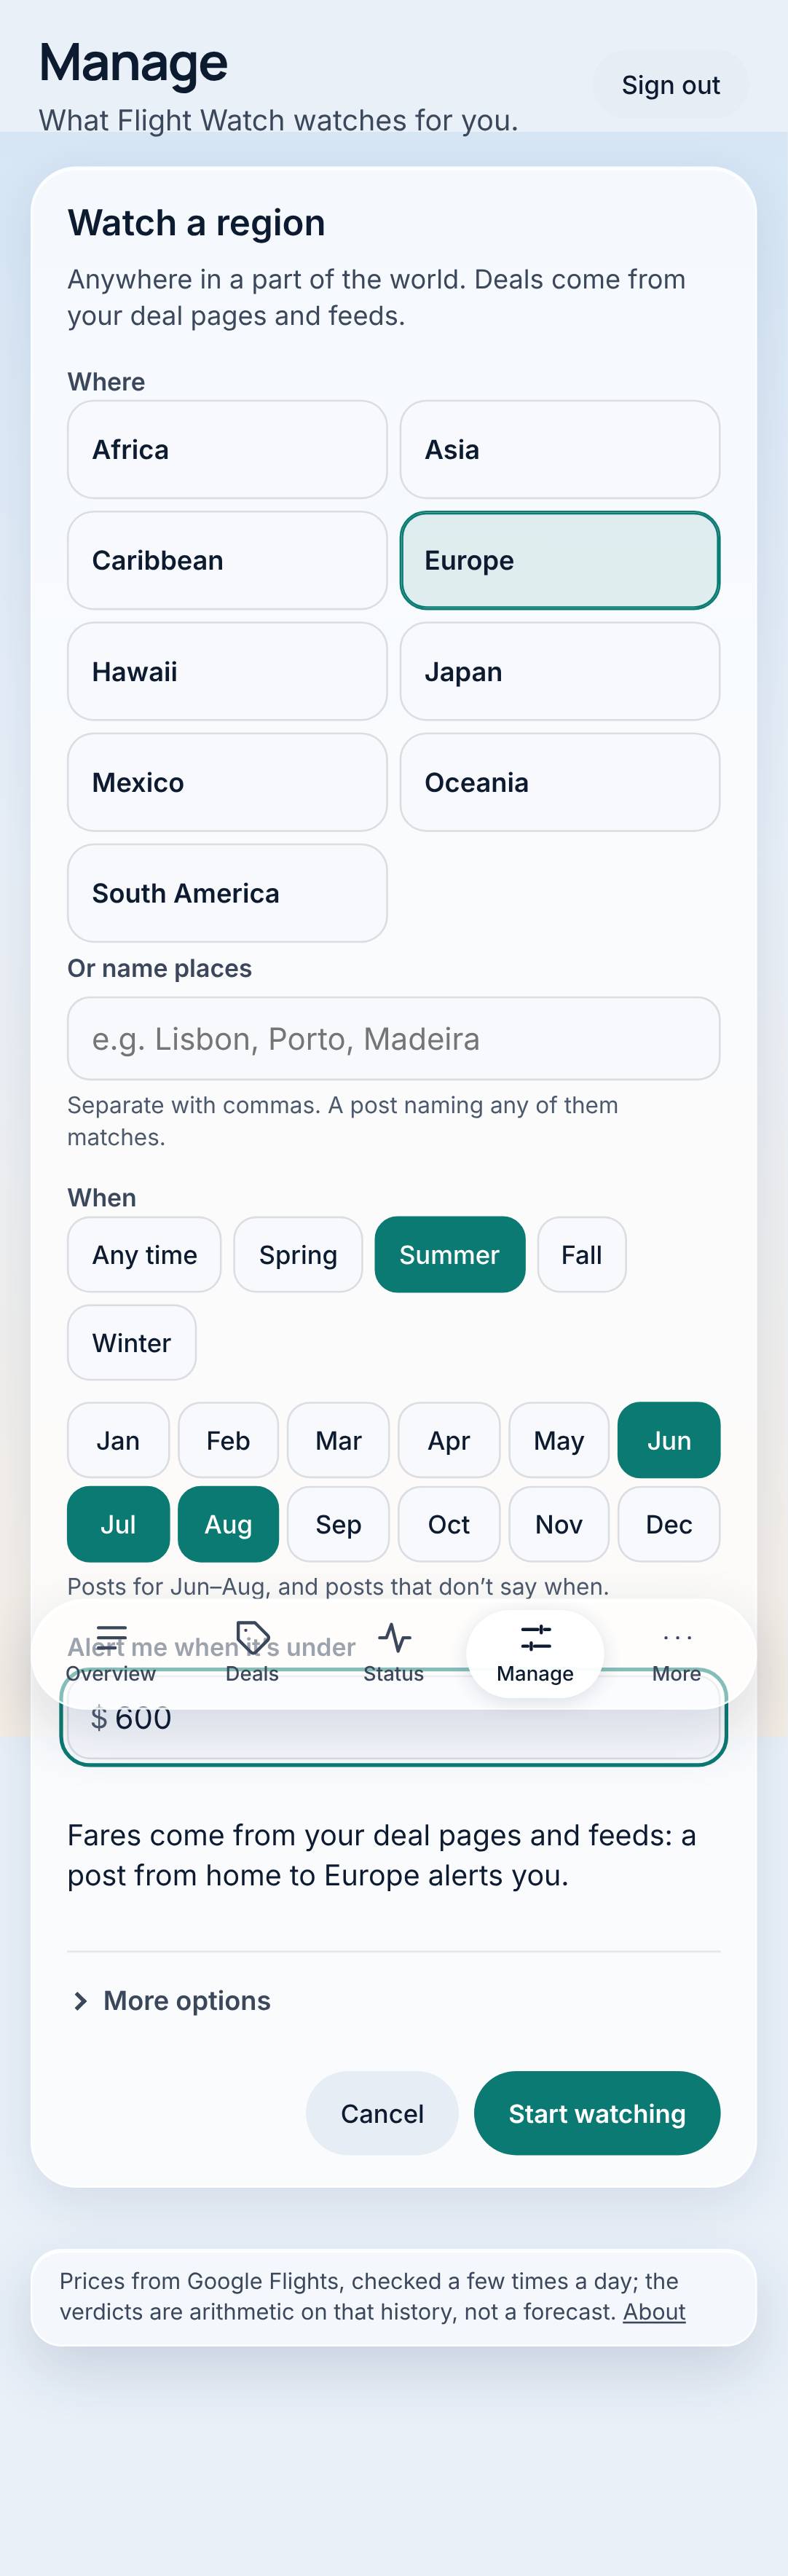 Manage
What Flight Watch watches for you.
Sign out
Watch a region
Anywhere in a part of the world. Deals come from
your deal pages and feeds.
Where
Africa
Asia
Caribbean
Europe
Hawaii
Japan
Mexico
Oceania
South America
Or name places
e.g. Lisbon, Porto, Madeira
Separate with commas. A post naming any of them
matches.
When
Any time
Spring
Summer
Fall
Winter
Jan
Feb
Mar
Apr
May
Jun
Jul
Aug
Sep
Oct
Nov
Dec
Posts for Jun–Aug, and posts that don’t say when.
Alert me when it’s under
Overview
Deals
Status
Manage
More
$ 600
Fares come from your deal pages and feeds: a
post from home to Europe alerts you.
More options
Cancel
Start watching
Prices from Google Flights, checked a few times a day; the
verdicts are arithmetic on that history, not a forecast. About